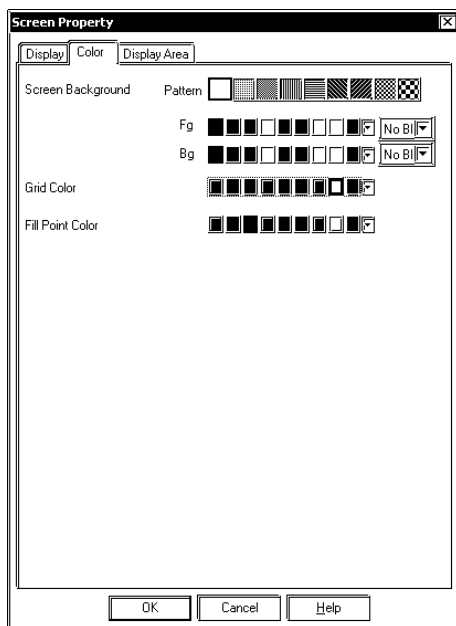 Screen Property
Display Color Display Area
Screen Background Pattern
Fg No Bl
Bg No Bl
Grid Color
Fill Point Color
OK Cancel Help